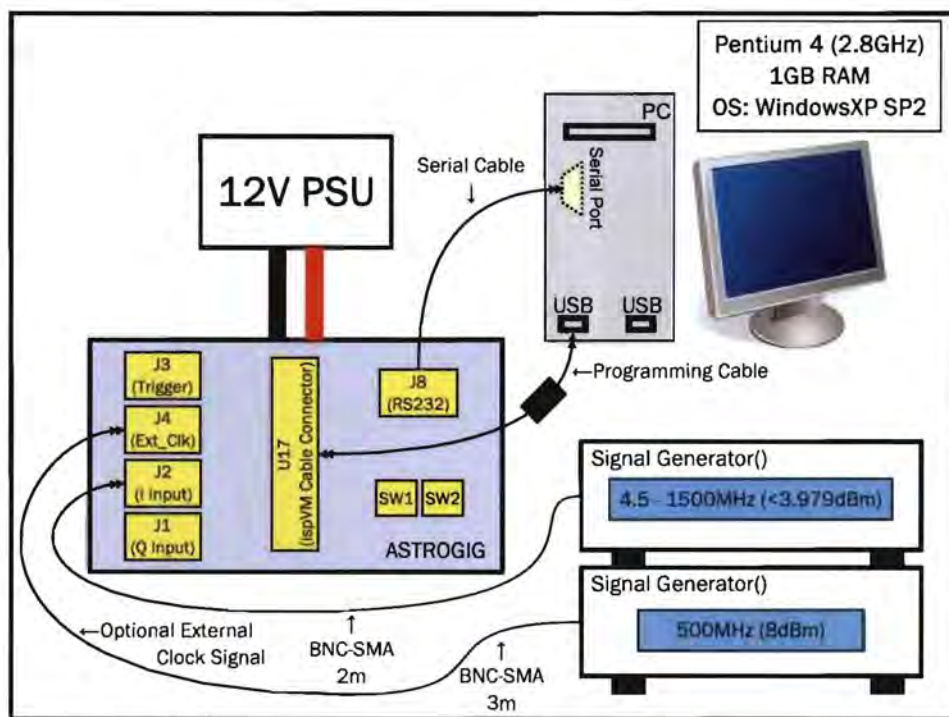 Pentium 4 (2.8GHz)
1GB RAM
OS: WindowsXP SP2
PC
Serial Port
Serial Cable
↓
12V PSU
USB
USB
←Programming Cable
J3
(Trigger)
J4
(Ext_Clk)
J2
(I Input)
J1
(Q Input)
U17
(ispVM Cable Connector)
J8
(RS232)
SW1
SW2
ASTROGIG
Signal Generator()
4.5 - 1500MHz (<3.979dBm)
Signal Generator()
500MHz (8dBm)
←Optional External
Clock Signal
↑
BNC-SMA
2m
↑
BNC-SMA
3m